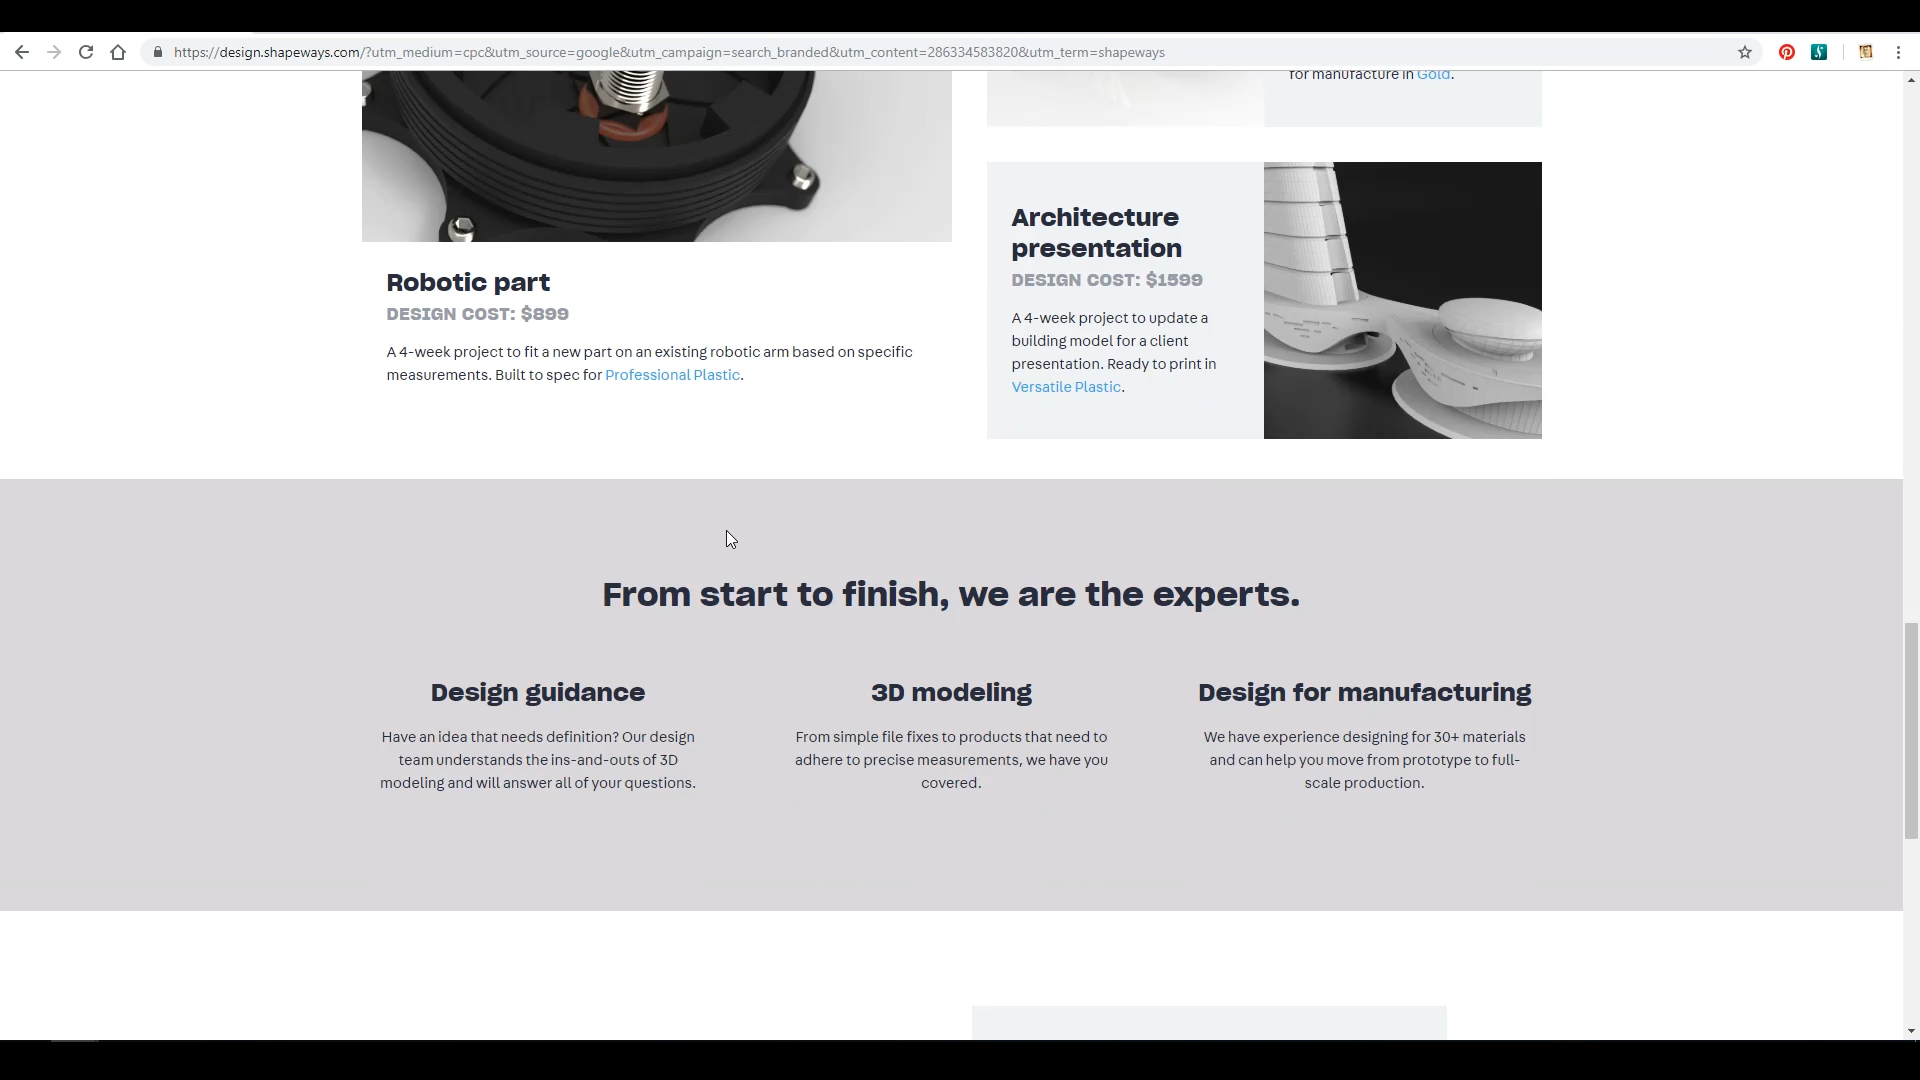 https://design.shapeways.com/?utm_medium=cpc&utm_source=google&utm_campaign=search_branded&utm_content=286334583820&utm_term=shapeways
for manufacture in Gold.
Robotic part
DESIGN COST: $899
A 4-week project to fit a new part on an existing robotic arm based on specific
measurements. Built to spec for Professional Plastic.
Architecture
presentation
DESIGN COST: $1599
A 4-week project to update a
building model for a client
presentation. Ready to print in
Versatile Plastic.
From start to finish, we are the experts.
Design guidance
Have an idea that needs definition? Our design
team understands the ins-and-outs of 3D
modeling and will answer all of your questions.
3D modeling
From simple file fixes to products that need to
adhere to precise measurements, we have you
covered.
Design for manufacturing
We have experience designing for 30+ materials
and can help you move from prototype to full-
scale production.